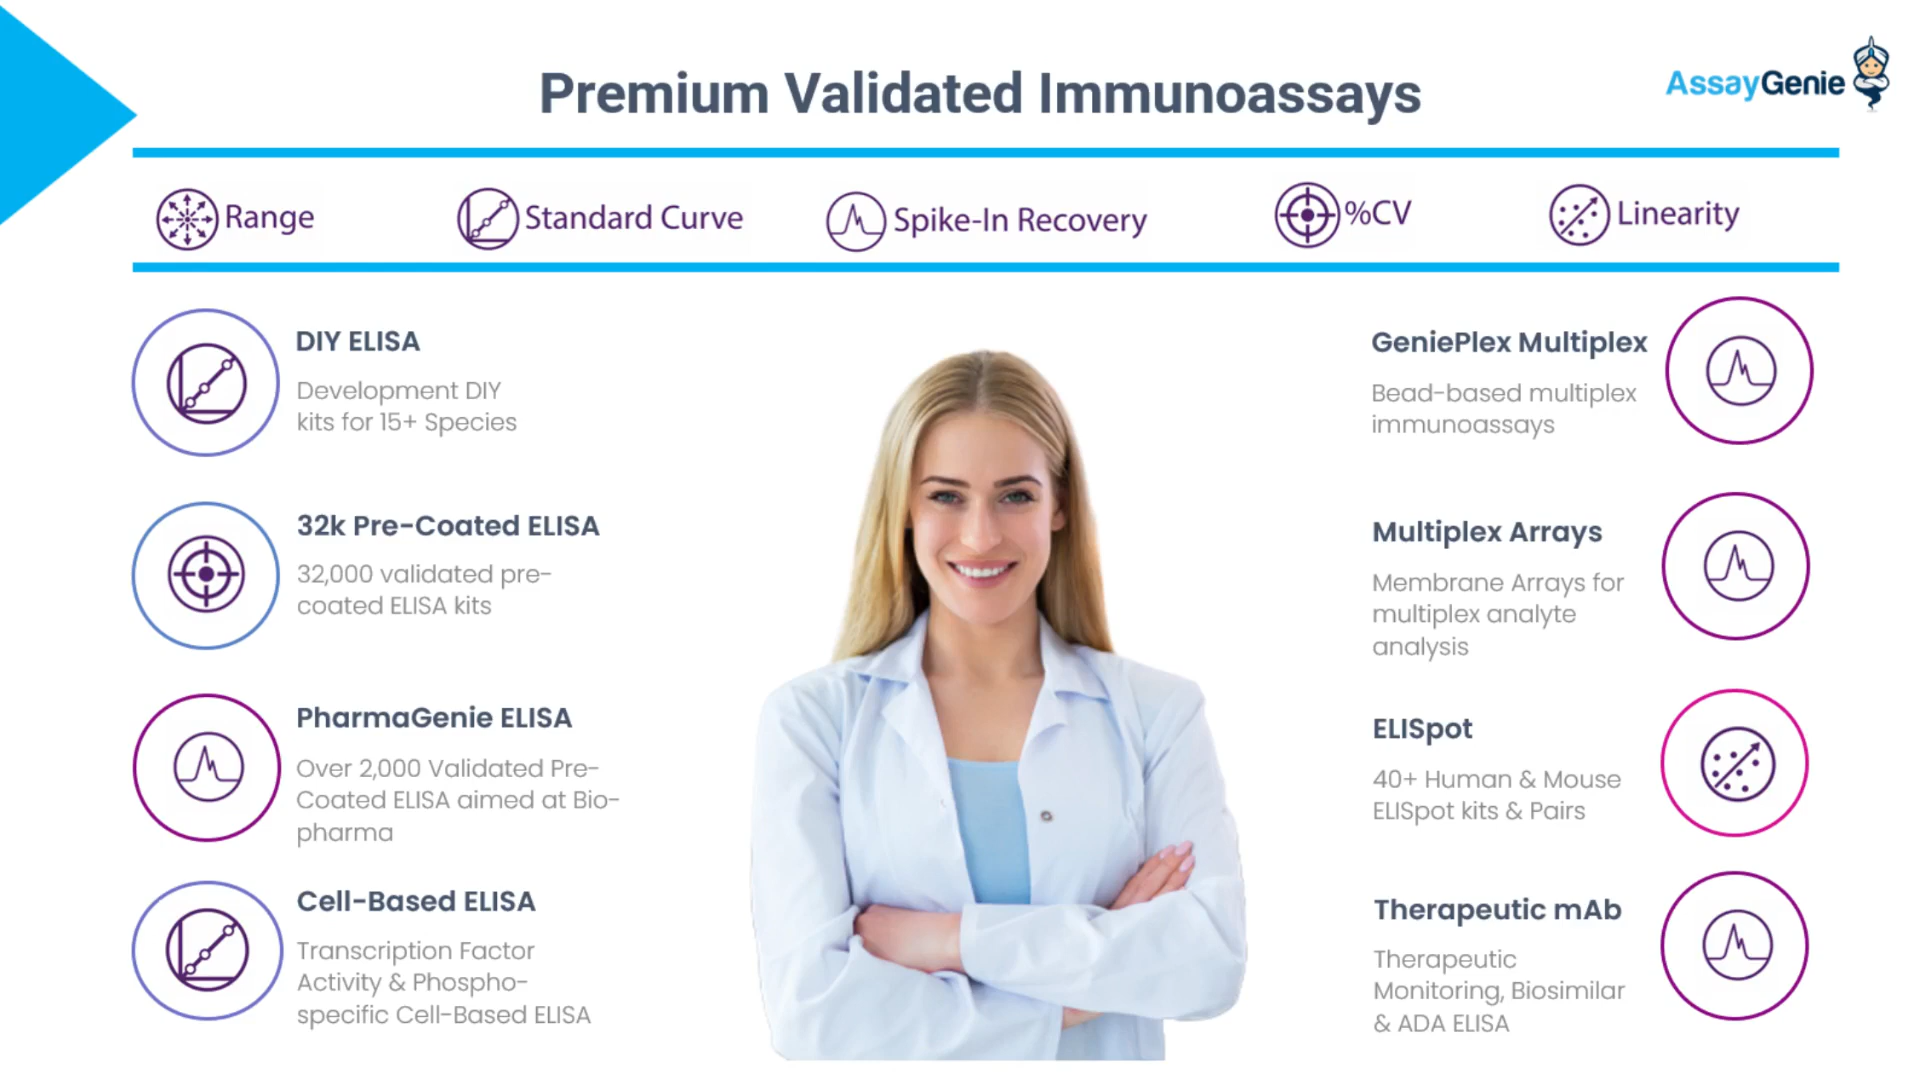 Premium Validated Immunoassays
AssayGenie
Range
Standard Curve
Spike-In Recovery
%CV
Linearity
DIY ELISA
Development DIY
kits for 15+ Species
32k Pre-Coated ELISA
32,000 validated pre-
coated ELISA kits
PharmaGenie ELISA
Over 2,000 Validated Pre-
Coated ELISA aimed at Bio-
pharma
Cell-Based ELISA
Transcription Factor
Activity & Phospho-
specific Cell-Based ELISA
GeniePlex Multiplex
Bead-based multiplex
immunoassays
Multiplex Arrays
Membrane Arrays for
multiplex analyte
analysis
ELISpot
40+ Human & Mouse
ELISpot kits & Pairs
Therapeutic mAb
Therapeutic
Monitoring, Biosimilar
& ADA ELISA